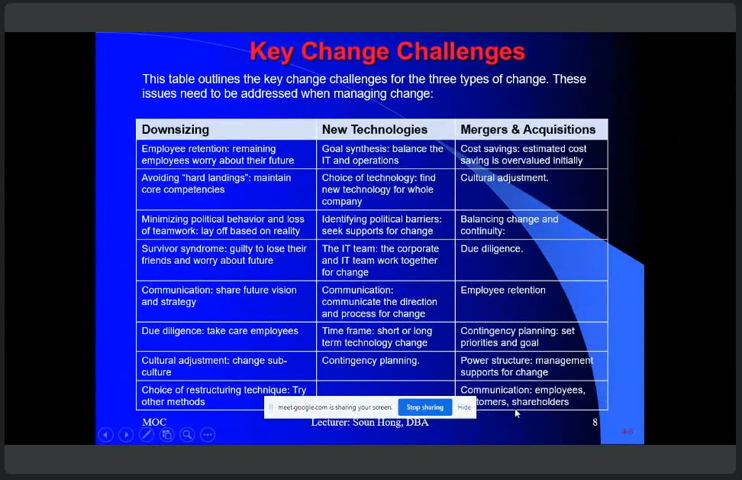 Key Change Challenges
This table outlines the key change challenges for the three types of change. These
issues need to be addressed when managing change:
Downsizing
New Technologies
Mergers & Acquisitions
Employee retention: remaining
employees worry about their future
Goal synthesis: balance the
IT and operations
Cost savings: estimated cost
saving is overvalued initially
Avoiding "hard landings": maintain
core competencies
Choice of technology: find
new technology for whole
company
Cultural adjustment.
Minimizing political behavior and loss
of teamwork: lay off based on reality
Identifying political barriers:
seek supports for change
Balancing change and
continuity:
Survivor syndrome: guilty to lose their
friends and worry about future
The IT team: the corporate
and IT team work together
for change
Due diligence.
Communication: share future vision
and strategy
Communication:
communicate the direction
and process for change
Employee retention
Due diligence: take care employees
Time frame: short or long
term technology change
Contingency planning: set
priorities and goal
Cultural adjustment: change sub-
culture
Contingency planning.
Power structure: management
supports for change
Choice of restructuring technique: Try
other methods
Communication: employees,
shareholders
meet.google.com is sharing your screen.
Stop sharing
Hide
MOC
Lecturer: Soun Hong, DBA
8